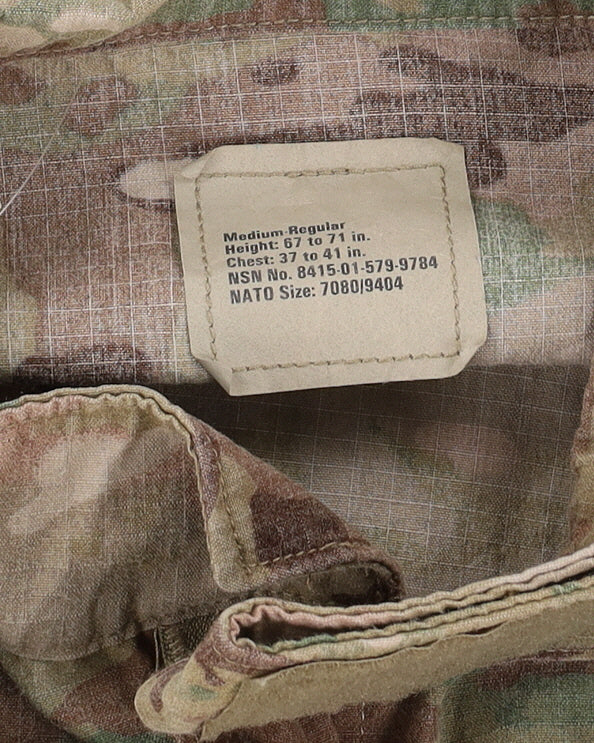 Medium-Regular
Height: 67 to 71 in.
Chest: 37 to 41 in.
NSN No. 8415-01-579-9784
NATO Size: 7080/9404